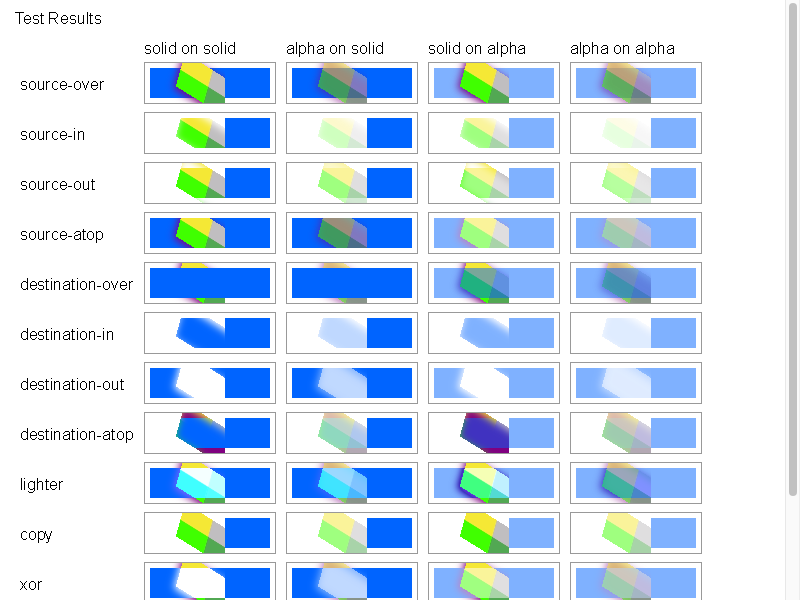 Test Results
solid on solid alpha on solid solid on alpha alpha on alpha
source-over
source-in
source-out
source-atop
destination-over
destination-in
destination-out
destination-atop
lighter
copy
xor